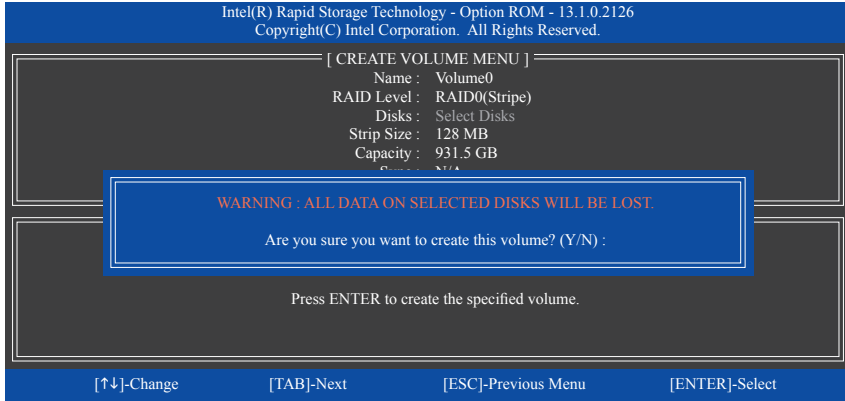 Intel(R) Rapid Storage Technology - Option ROM - 13.1.0.2126
Copyright(C) Intel Corporation. All Rights Reserved.
[ CREATE VOLUME MENU ]
Name : Volume0
RAID Level : RAID0(Stripe)
Disks : Select Disks
Strip Size : 128 MB
Capacity : 931.5 GB
Sync : N/A
WARNING : ALL DATA ON SELECTED DISKS WILL BE LOST.
Are you sure you want to create this volume? (Y/N) :
Press ENTER to create the specified volume.
[↑↓]-Change [TAB]-Next [ESC]-Previous Menu [ENTER]-Select